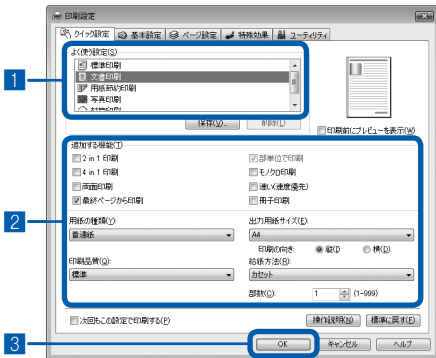 印刷設定
クイック設定 基本設定 ページ設定 特殊効果 ユーティリティ
よく使う設定(S)
1
標準印刷
文書印刷
用紙節約印刷
写真印刷
保存(V)... 削除(L)
印刷前にプレビューを表示(W)
追加する機能(T)
2 in 1 印刷 部単位で印刷
4 in 1 印刷 モノクロ印刷
両面印刷 速い(速度優先)
最終ページから印刷 冊子印刷
2
用紙の種類(Y): 出力用紙サイズ(E):
普通紙 A4
印刷の向き 縦(I) 横(D)
印刷品質(Q): 給紙方法(R):
標準 カセット
部数(C): 1 (1-999)
次回もこの設定で印刷する(P) 操作説明(N) 標準に戻す(F)
3
OK キャンセル ヘルプ